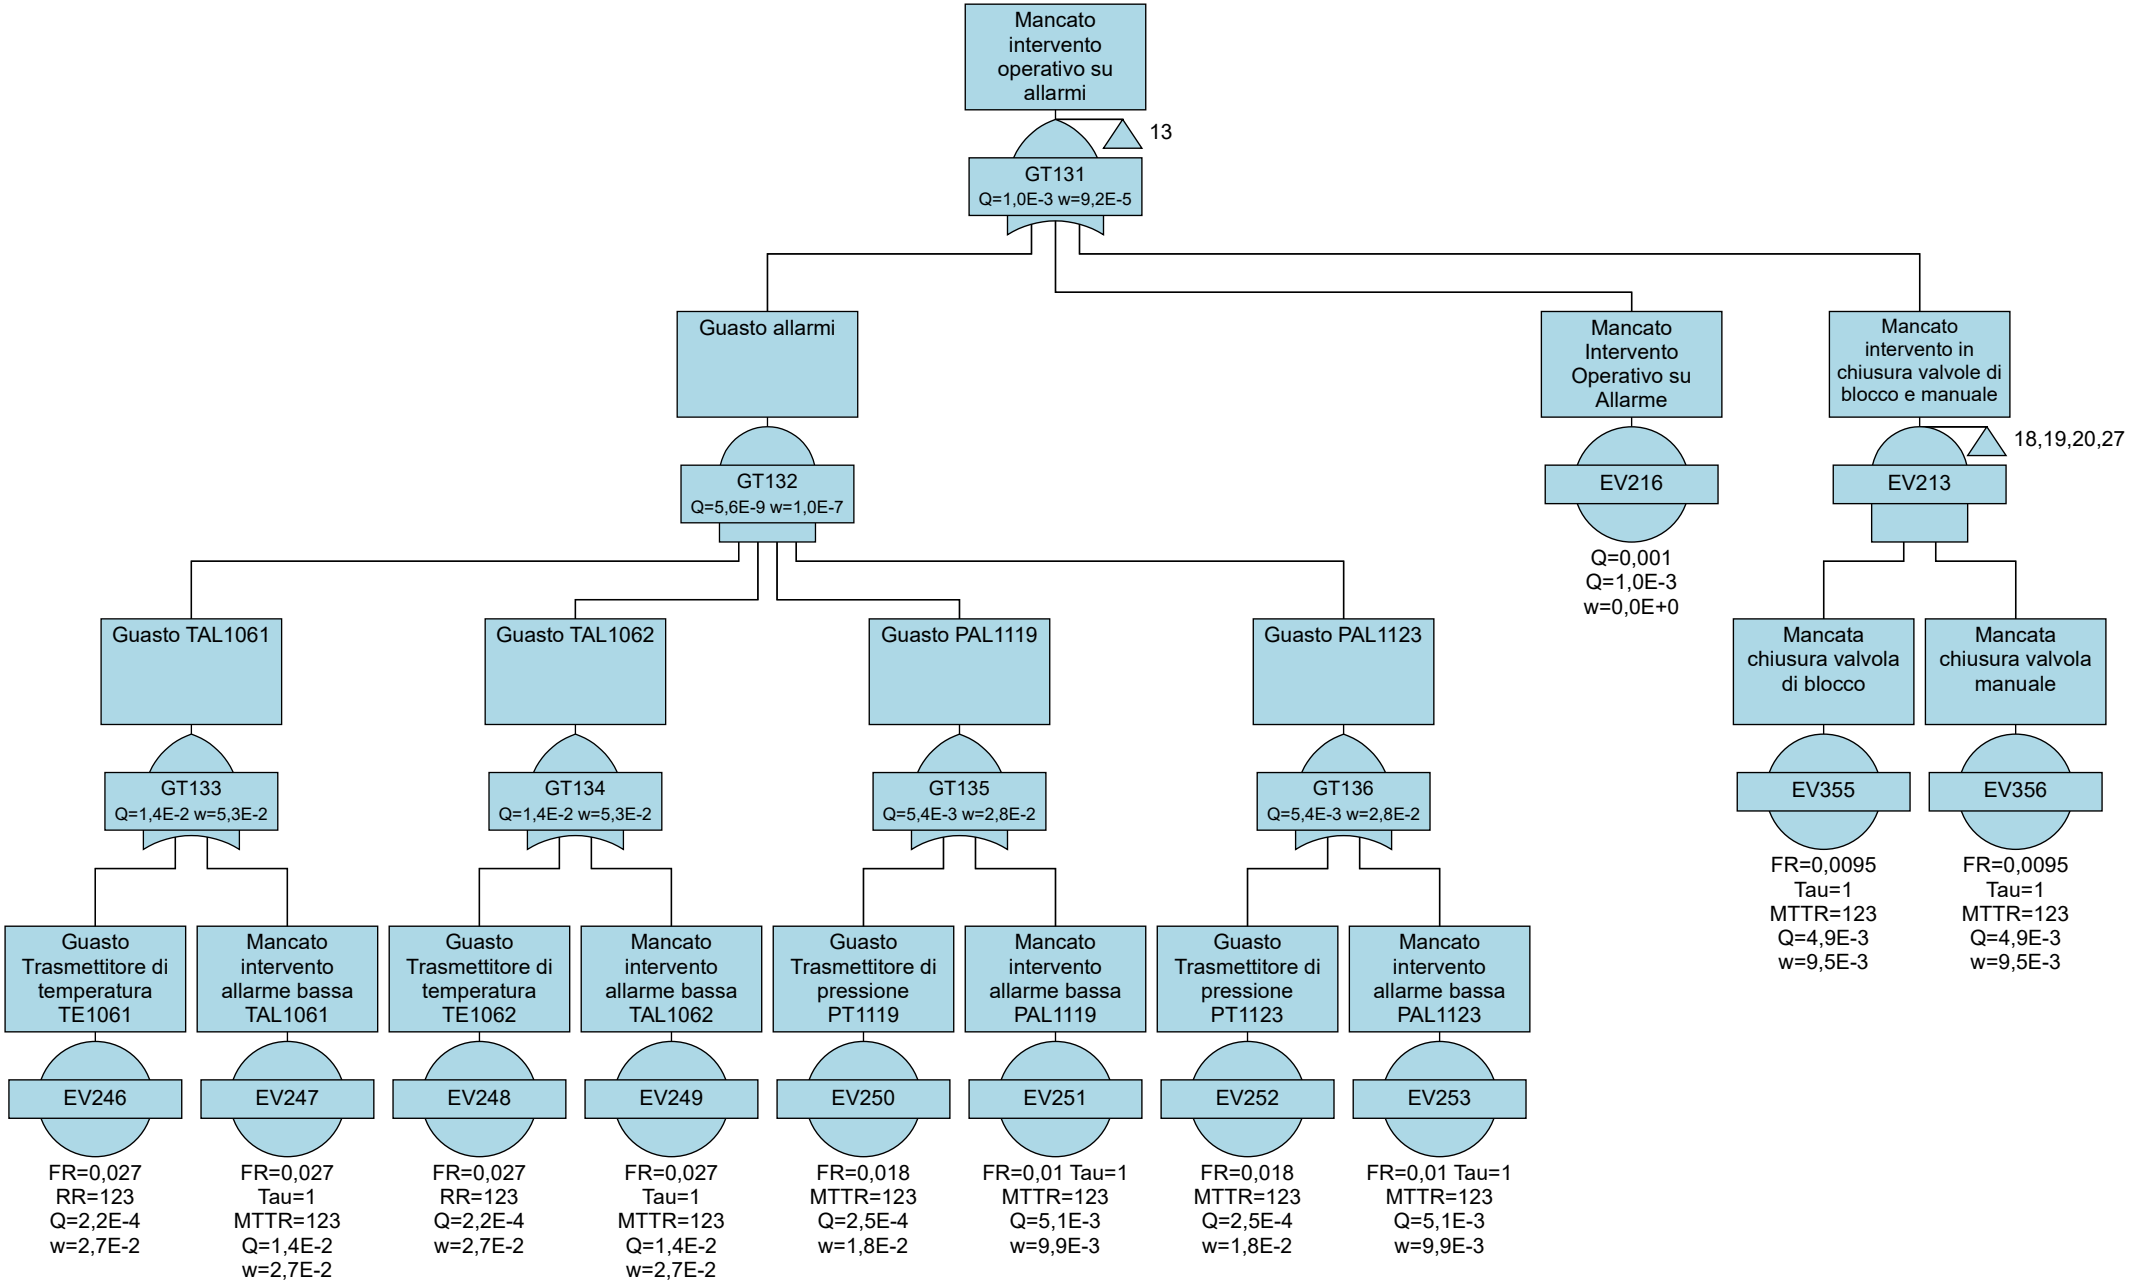 Mancato
intervento
operativo su
allarmi
13
GT131
Q=1,0E-3 w=9,2E-5
Guasto allarmi
GT132
Q=5,6E-9 w=1,0E-7
Mancato
Intervento
Operativo su
Allarme
EV216
Q=0,001
Q=1,0E-3
w=0,0E+0
Mancato
intervento in
chiusura valvole di
blocco e manuale
18,19,20,27
EV213
Guasto TAL1061
GT133
Q=1,4E-2 w=5,3E-2
Guasto TAL1062
GT134
Q=1,4E-2 w=5,3E-2
Guasto PAL1119
GT135
Q=5,4E-3 w=2,8E-2
Guasto PAL1123
GT136
Q=5,4E-3 w=2,8E-2
Mancata
chiusura valvola
di blocco
EV355
FR=0,0095
Tau=1
MTTR=123
Q=4,9E-3
w=9,5E-3
Mancata
chiusura valvola
manuale
EV356
FR=0,0095
Tau=1
MTTR=123
Q=4,9E-3
w=9,5E-3
Guasto
Trasmettitore di
temperatura
TE1061
EV246
FR=0,027
RR=123
Q=2,2E-4
w=2,7E-2
Mancato
intervento
allarme bassa
TAL1061
EV247
FR=0,027
Tau=1
MTTR=123
Q=1,4E-2
w=2,7E-2
Guasto
Trasmettitore di
temperatura
TE1062
EV248
FR=0,027
RR=123
Q=2,2E-4
w=2,7E-2
Mancato
intervento
allarme bassa
TAL1062
EV249
FR=0,027
Tau=1
MTTR=123
Q=1,4E-2
w=2,7E-2
Guasto
Trasmettitore di
pressione
PT1119
EV250
FR=0,018
MTTR=123
Q=2,5E-4
w=1,8E-2
Mancato
intervento
allarme bassa
PAL1119
EV251
FR=0,01 Tau=1
MTTR=123
Q=5,1E-3
w=9,9E-3
Guasto
Trasmettitore di
pressione
PT1123
EV252
FR=0,018
MTTR=123
Q=2,5E-4
w=1,8E-2
Mancato
intervento
allarme bassa
PAL1123
EV253
FR=0,01 Tau=1
MTTR=123
Q=5,1E-3
w=9,9E-3